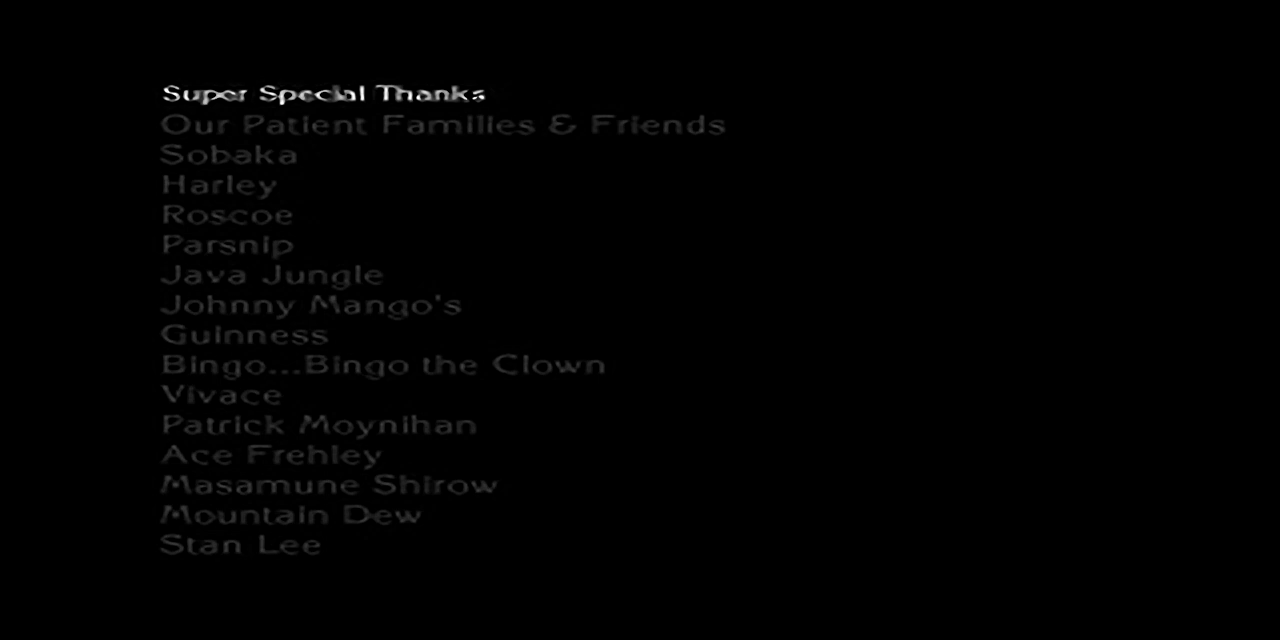 Super Special Thanks
Our Patient Families & Friends
Sobaka
Harley
Roscoe
Parsnip
Java Jungle
Johnny Mango's
Guinness
Bingo...Bingo the Clown
Vivace
Patrick Moynihan
Ace Frehley
Masamune Shirow
Mountain Dew
Stan Lee